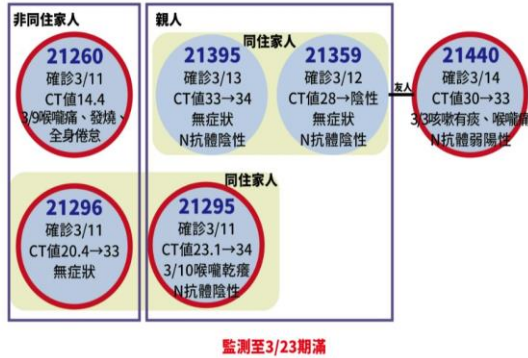 非同住家人
親人
同住家人
21260
確診3/11
CT值14.4
3/9喉嚨痛、發燒、
全身倦怠
21395
確診3/13
CT值33→34
無症狀
N抗體陰性
21359
確診3/12
CT值28→陰性
無症狀
N抗體陰性
友人
21440
確診3/14
CT值30→33
3/3咳嗽有痰、喉嚨痛
N抗體弱陽性
同住家人
21296
確診3/11
CT值20.4→33
無症狀
21295
確診3/11
CT值23.1→34
3/10喉嚨乾癢
N抗體陰性
監測至3/23期滿